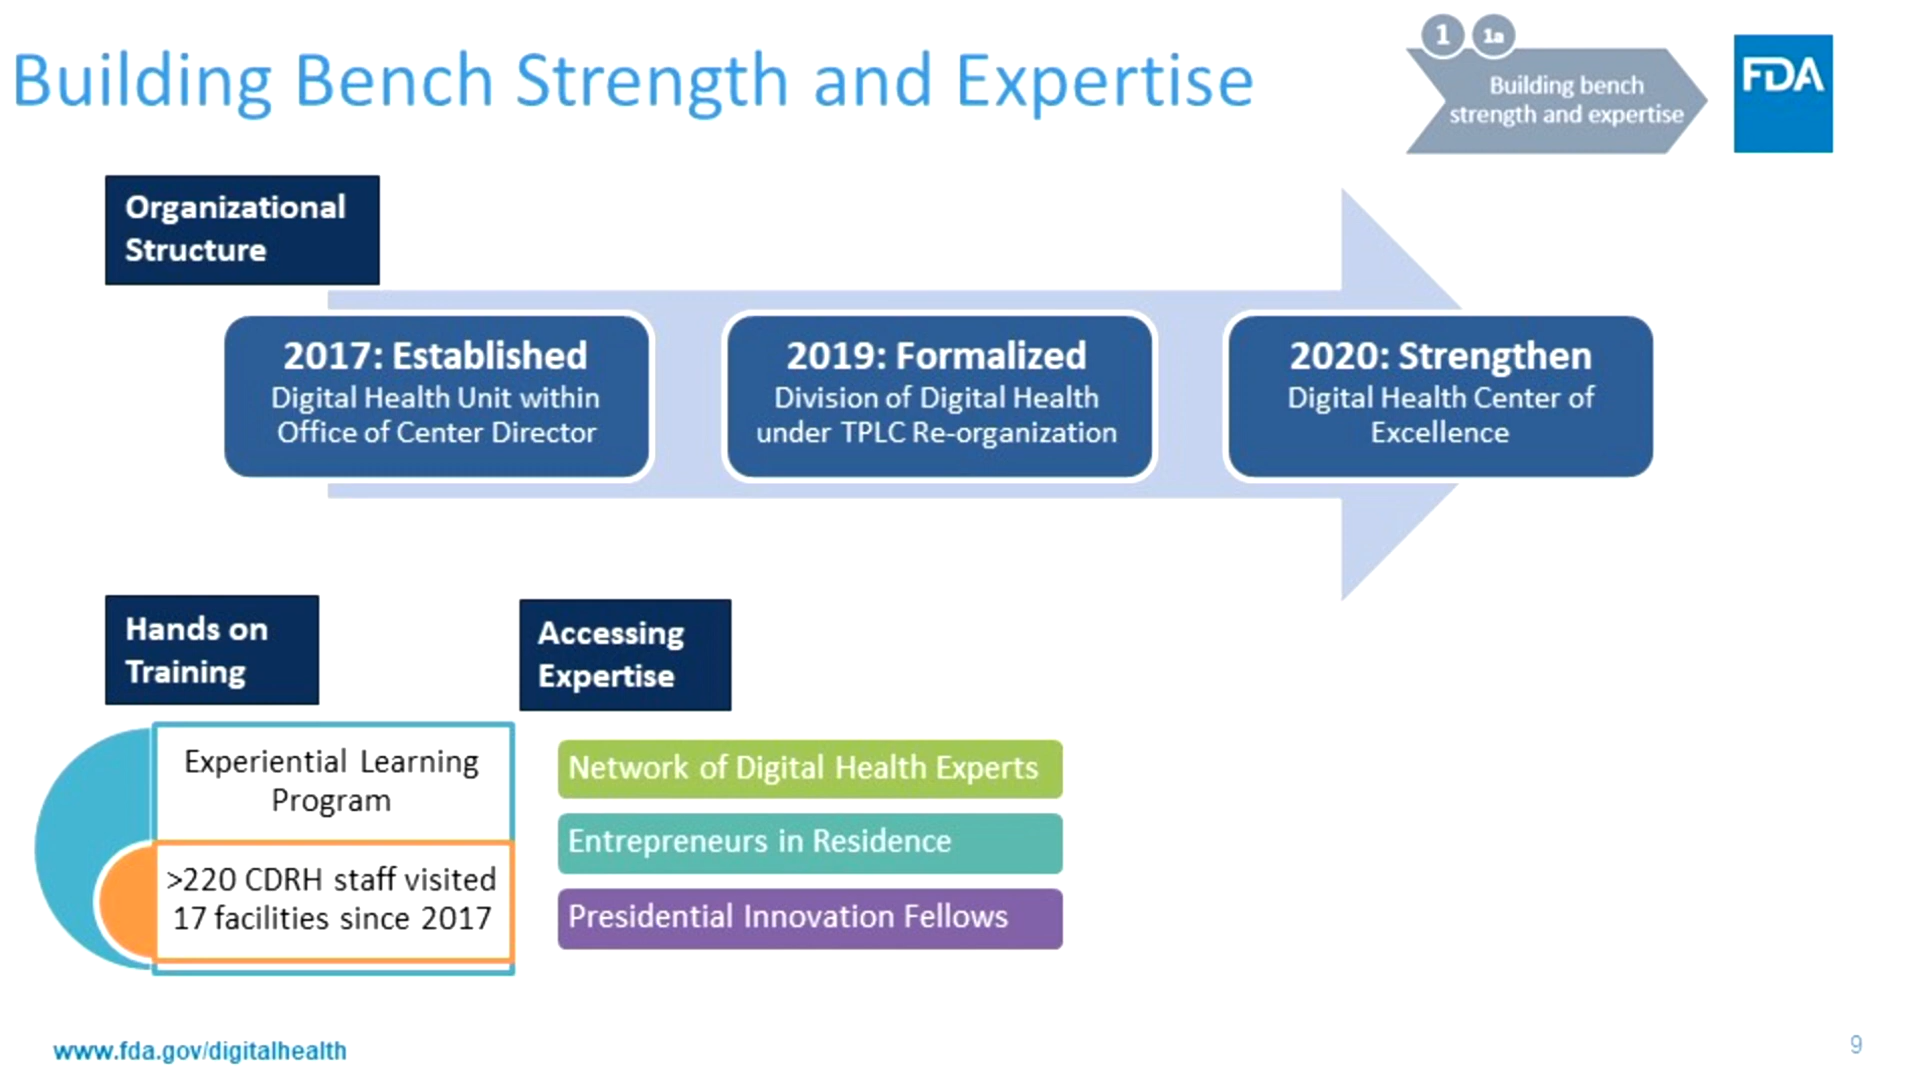 Building Bench Strength and Expertise
1
1a
Building bench
strength and expertise
FDA
Organizational
Structure
2017: Established
Digital Health Unit within
Office of Center Director
2019: Formalized
Division of Digital Health
under TPLC Re-organization
2020: Strengthen
Digital Health Center of
Excellence
Hands on
Training
Experiential Learning
Program
>220 CDRH staff visited
17 facilities since 2017
Accessing
Expertise
Network of Digital Health Experts
Entrepreneurs in Residence
Presidential Innovation Fellows
www.fda.gov/digitalhealth
9